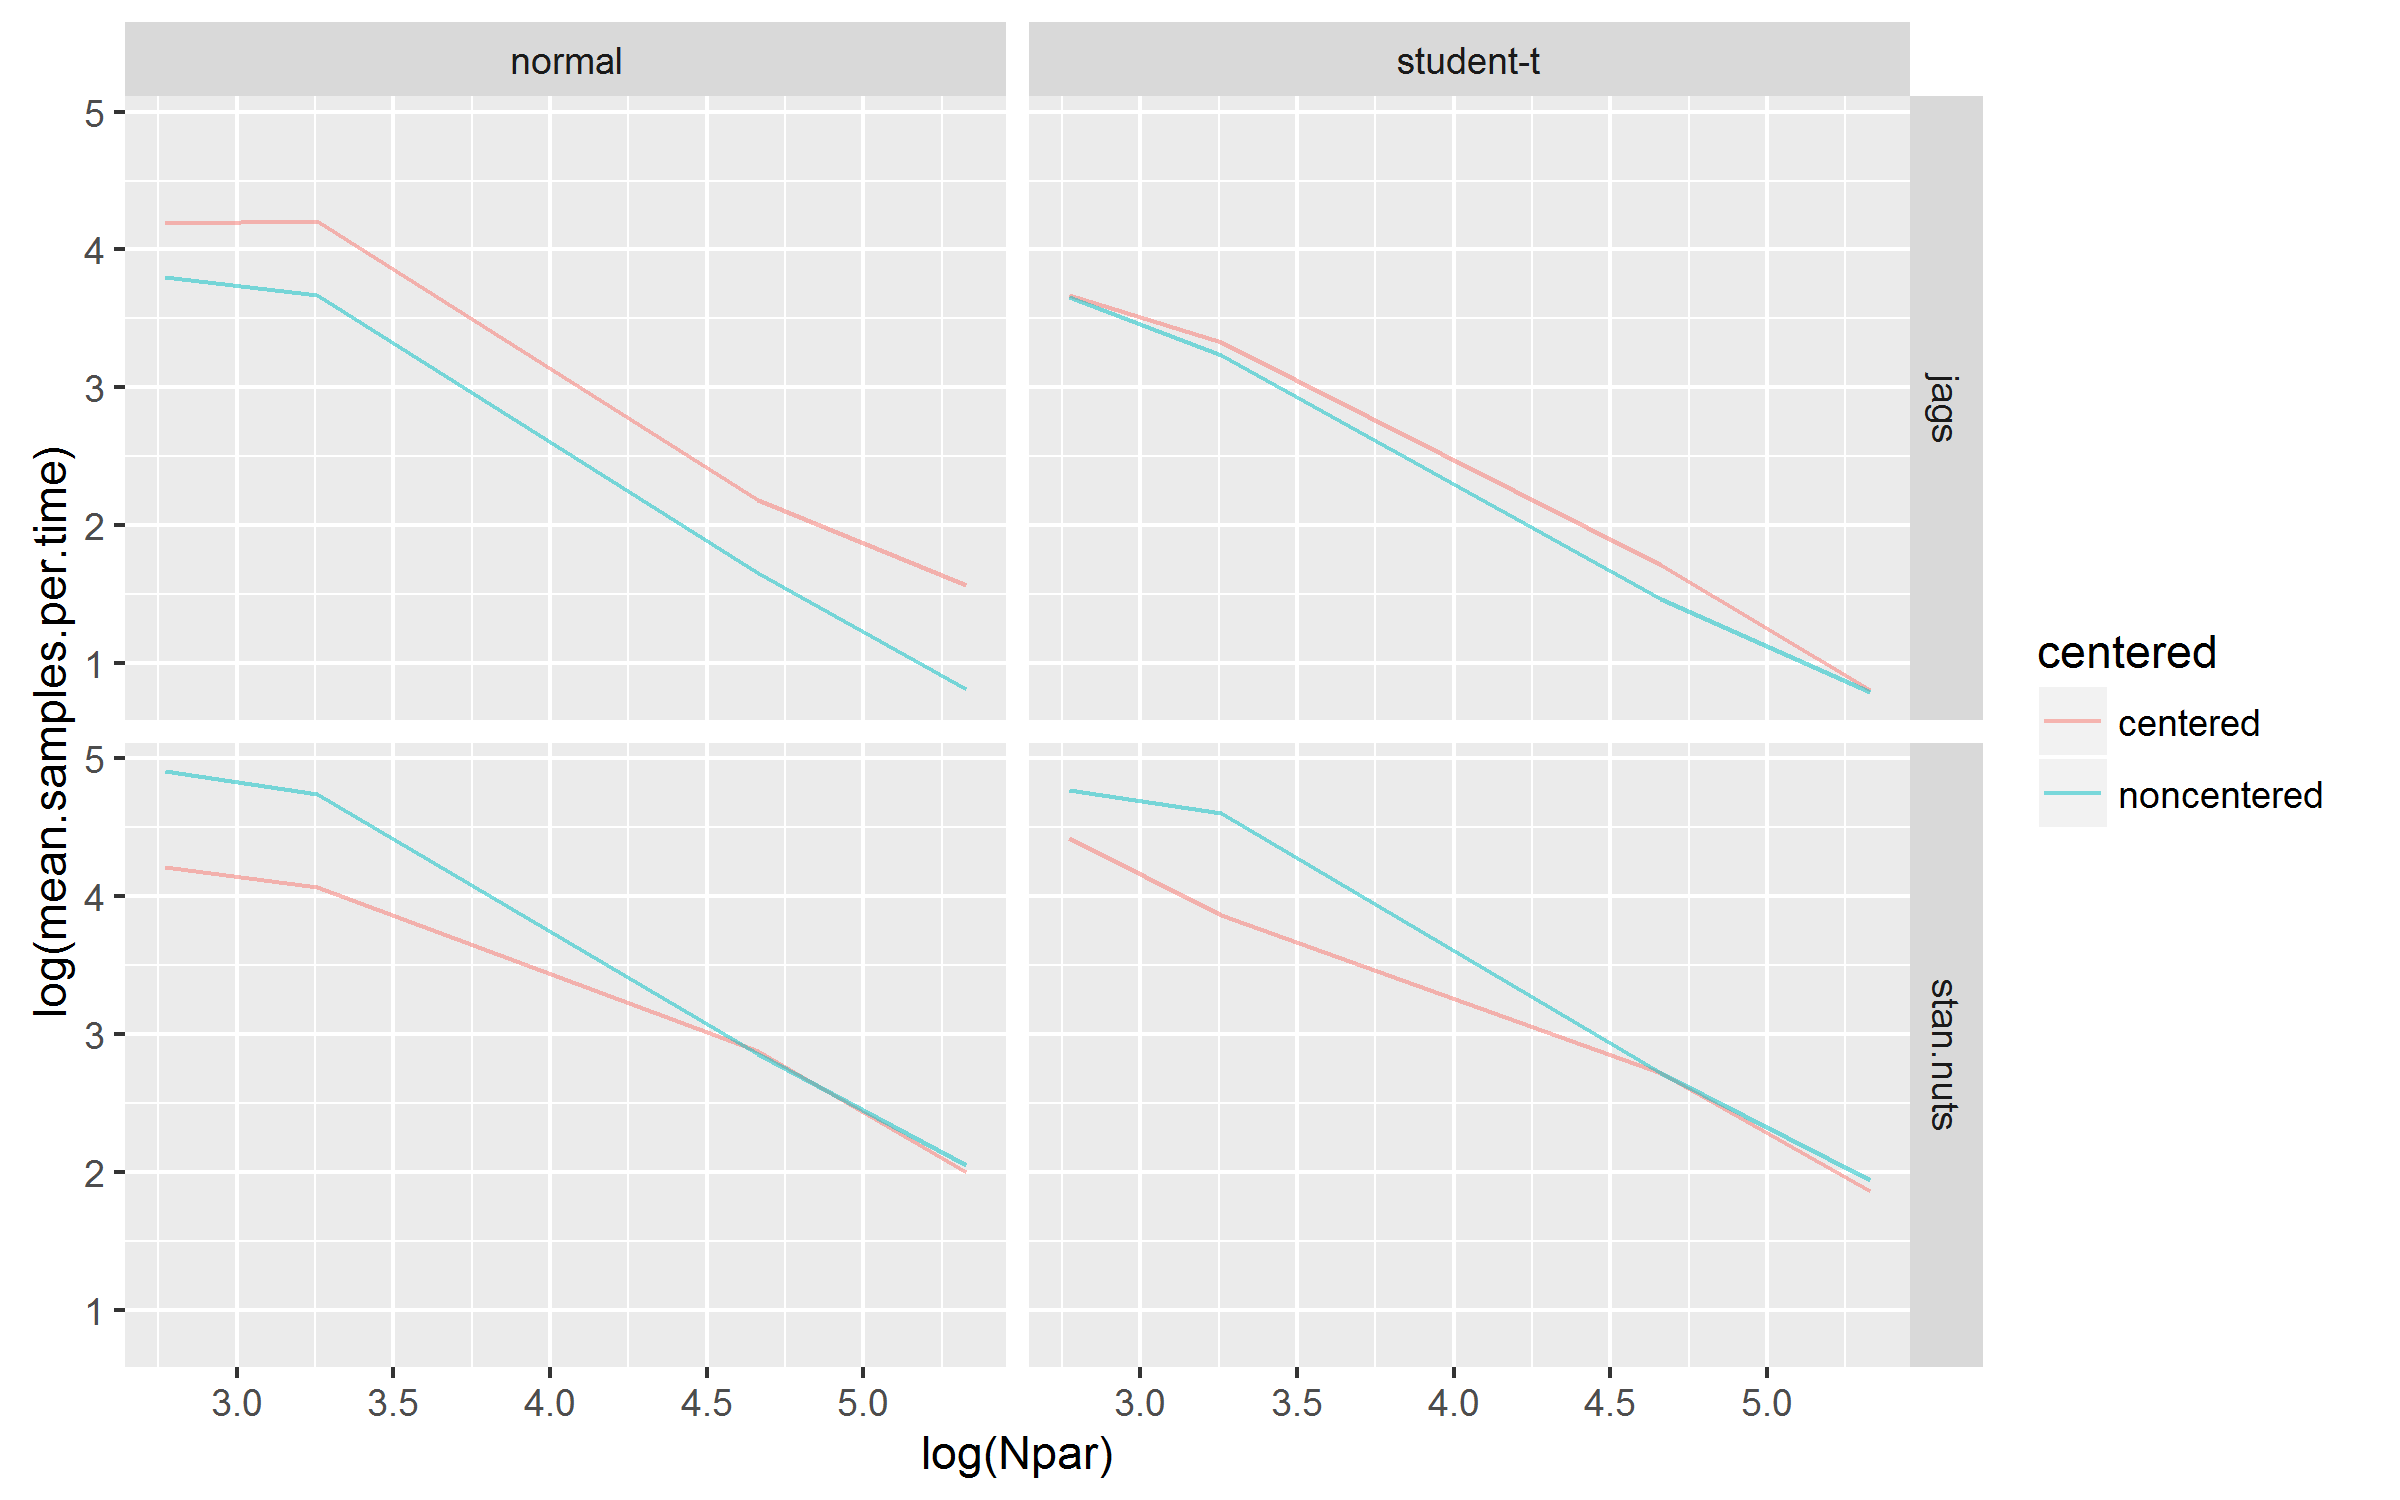 normal
student-t
5
4
3
2
1
jags
log(mean.samples.per.time)
5
4
3
2
1
stan.nuts
3.0 3.5 4.0 4.5 5.0
3.0 3.5 4.0 4.5 5.0
log(Npar)
centered
centered
noncentered